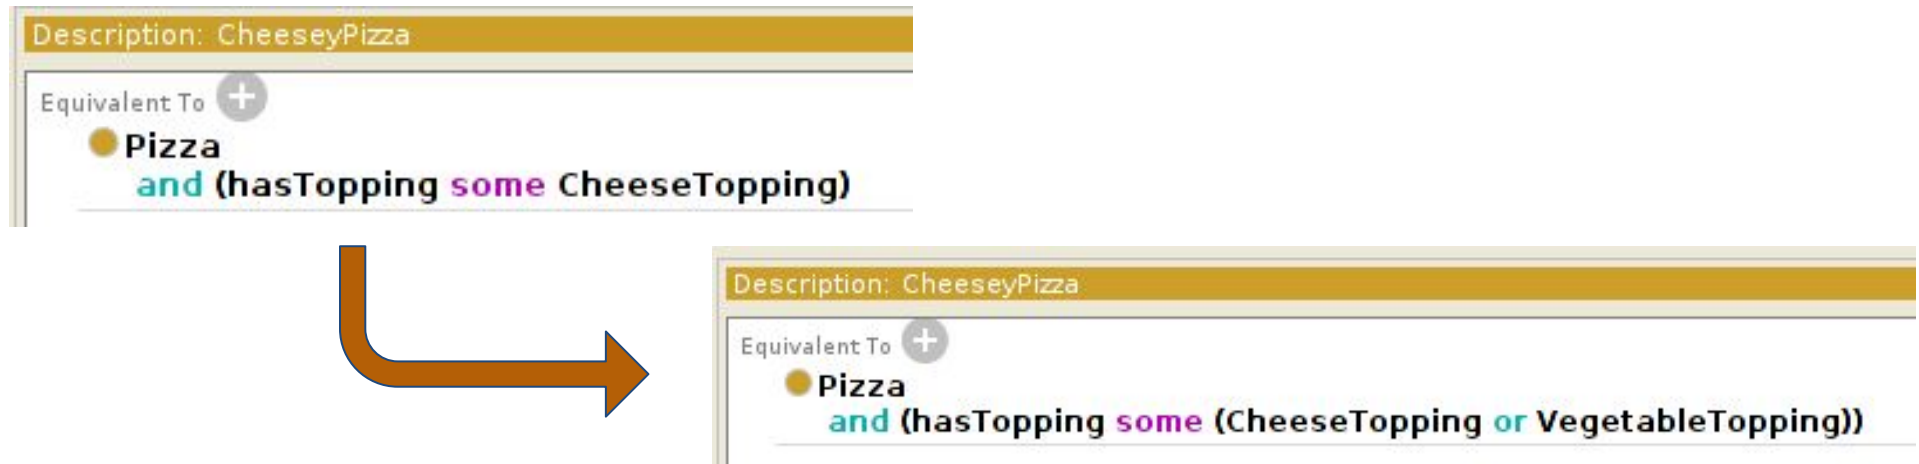 Description: CheeseyPizza
Equivalent To
Pizza
and (hasTopping some CheeseTopping)
Description: CheeseyPizza
Equivalent To
Pizza
and (hasTopping some (CheeseTopping or VegetableTopping))